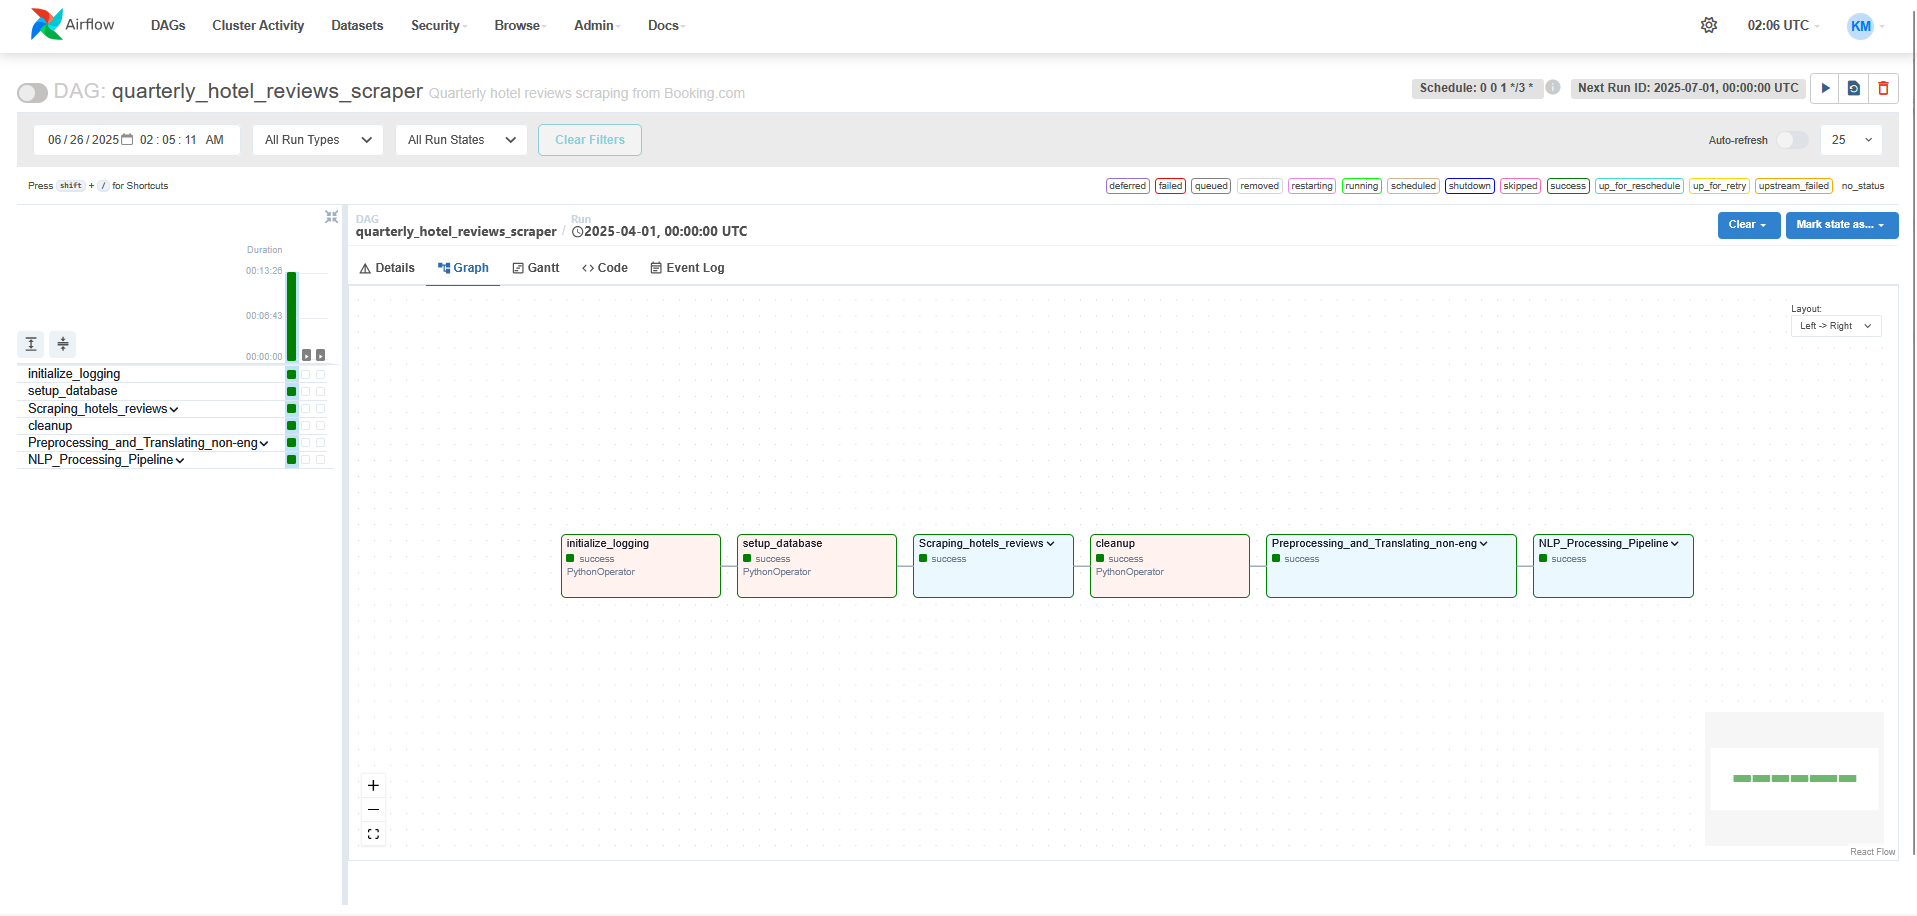 Airflow DAGs Cluster Activity Datasets Security Browse Admin Docs 02:06 UTC KM
DAG: quarterly_hotel_reviews_scraper Quarterly hotel reviews scraping from Booking.com Schedule: 0 0 1 */3 * Next Run ID: 2025-07-01, 00:00:00 UTC
06 / 26 / 2025 02 : 05 : 11 AM All Run Types All Run States Clear Filters Auto-refresh 25
Press shift + / for Shortcuts deferred failed queued removed restarting running scheduled shutdown skipped success up_for_reschedule up_for_retry upstream_failed no_status
DAG Run
quarterly_hotel_reviews_scraper / 2025-04-01, 00:00:00 UTC Clear Mark state as...
Details Graph Gantt Code Event Log
Duration
00:13:26
00:06:43
00:00:00
initialize_logging
setup_database
Scraping_hotels_reviews
cleanup
Preprocessing_and_Translating_non-eng
NLP_Processing_Pipeline
Layout:
Left -> Right
initialize_logging
success
PythonOperator
setup_database
success
PythonOperator
Scraping_hotels_reviews
success
cleanup
success
PythonOperator
Preprocessing_and_Translating_non-eng
success
NLP_Processing_Pipeline
success
React Flow